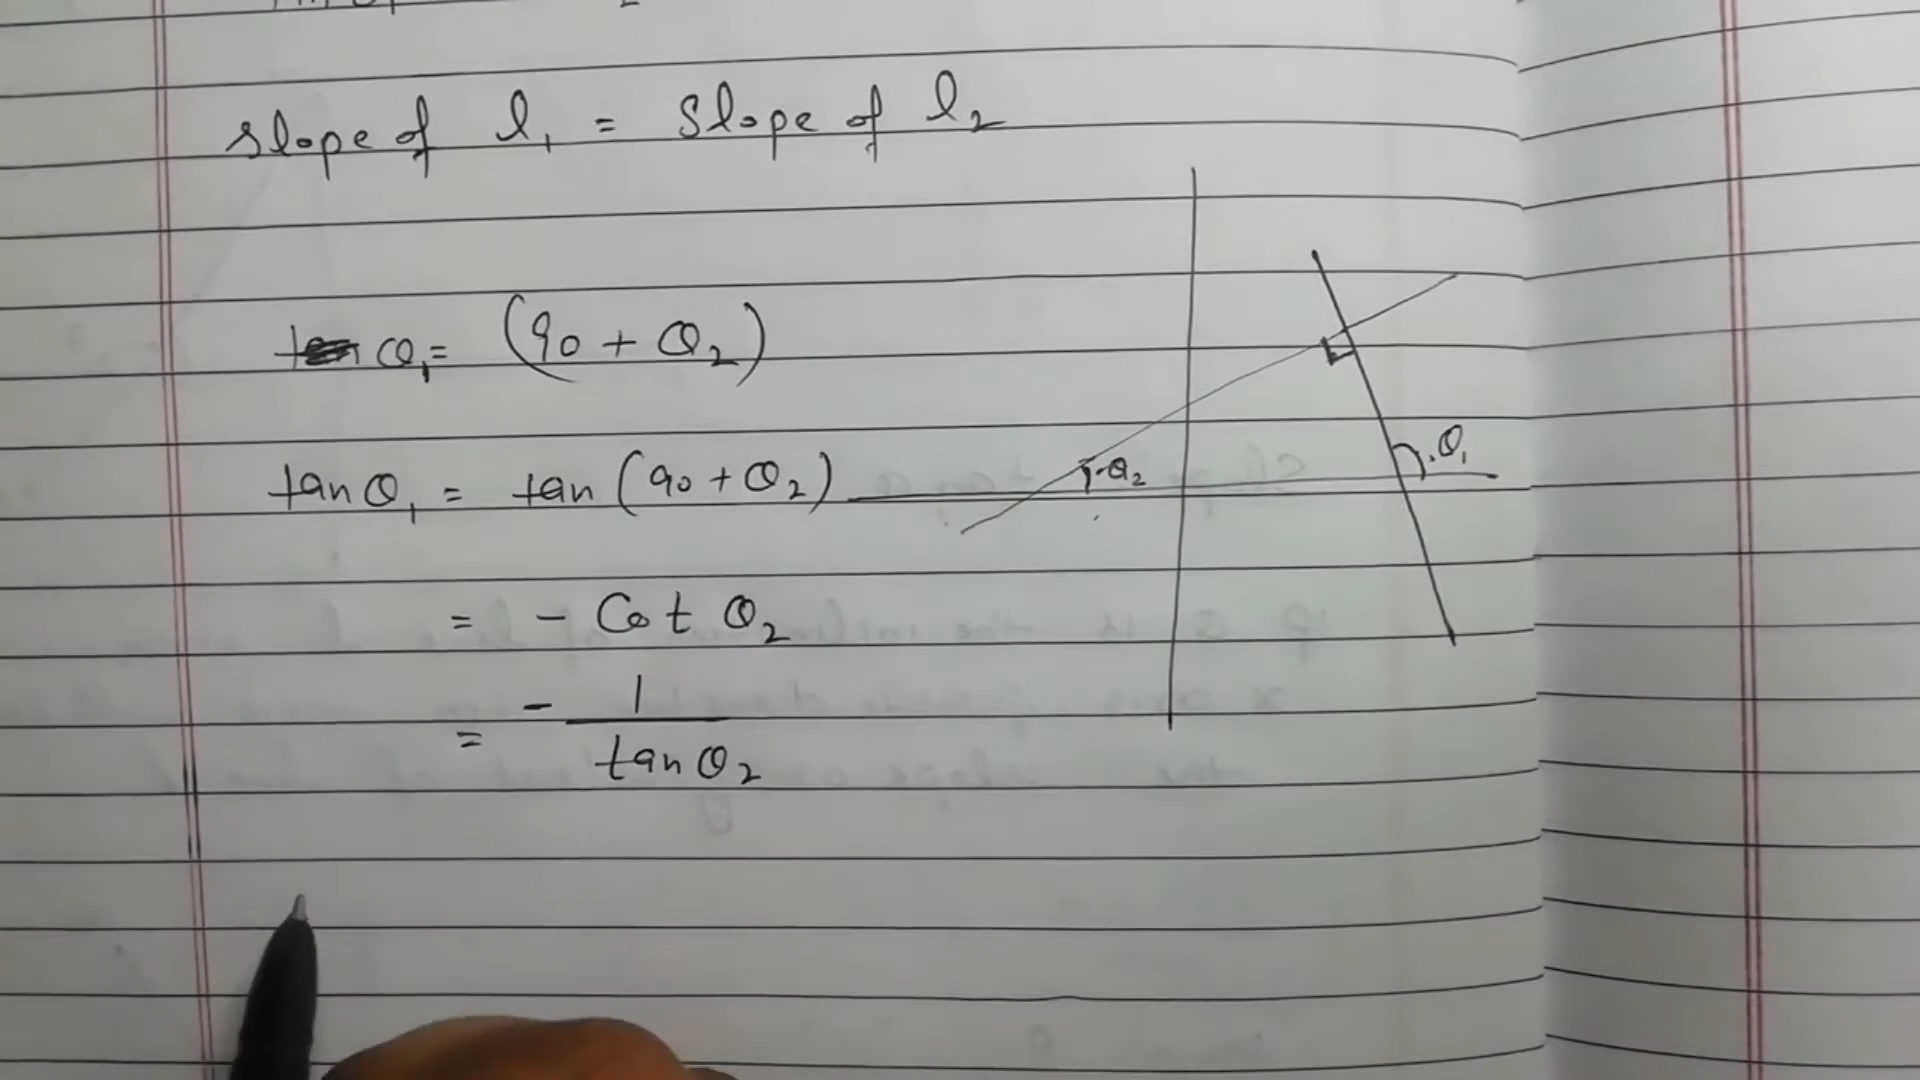 slope of l₁ = Slope of l₂
θ₁ = (90 + θ₂)
tan θ₁ = tan (90 + θ₂)
θ₂
θ₁
= - Cot θ₂
= - 1 / tan θ₂